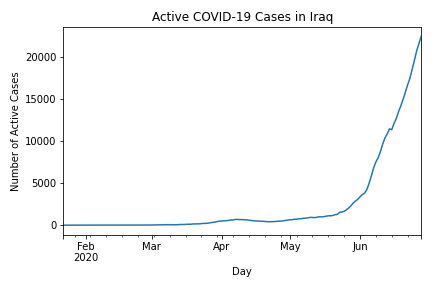 Active COVID-19 Cases in Iraq
Number of Active Cases
20000
15000
10000
5000
0
Feb
2020
Mar
Apr
May
Jun
Day